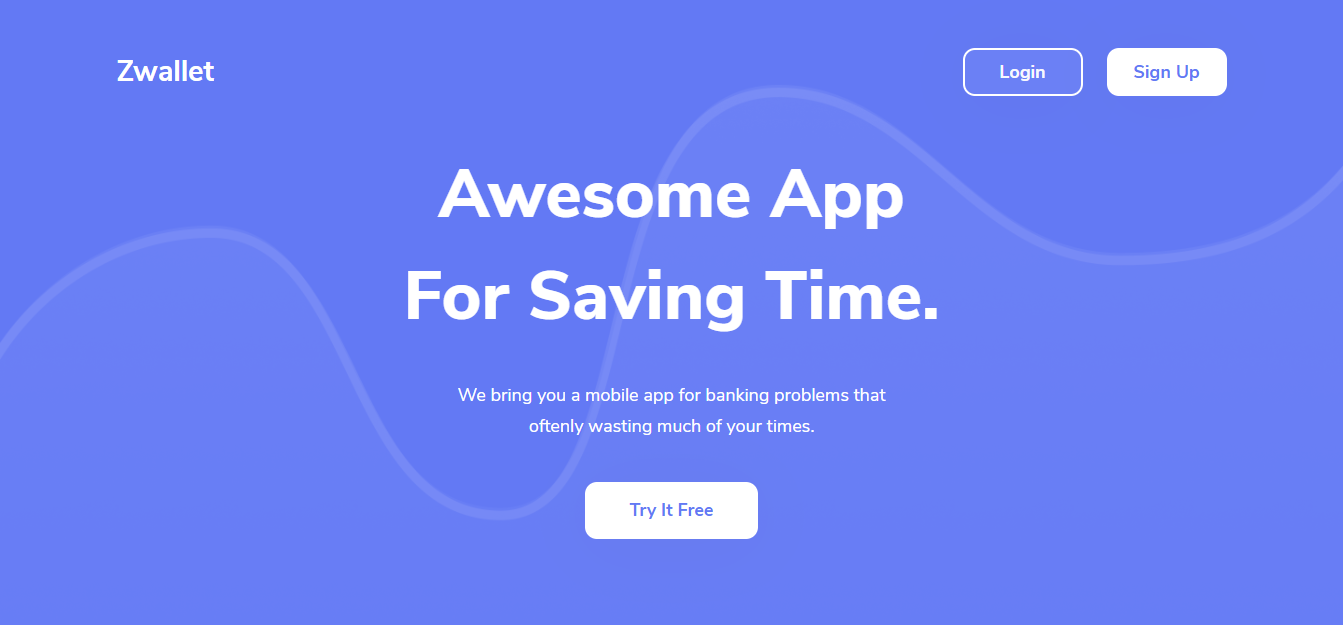 Zwallet
Login
Sign Up
Awesome App
For Saving Time.
We bring you a mobile app for banking problems that
oftenly wasting much of your times.
Try It Free